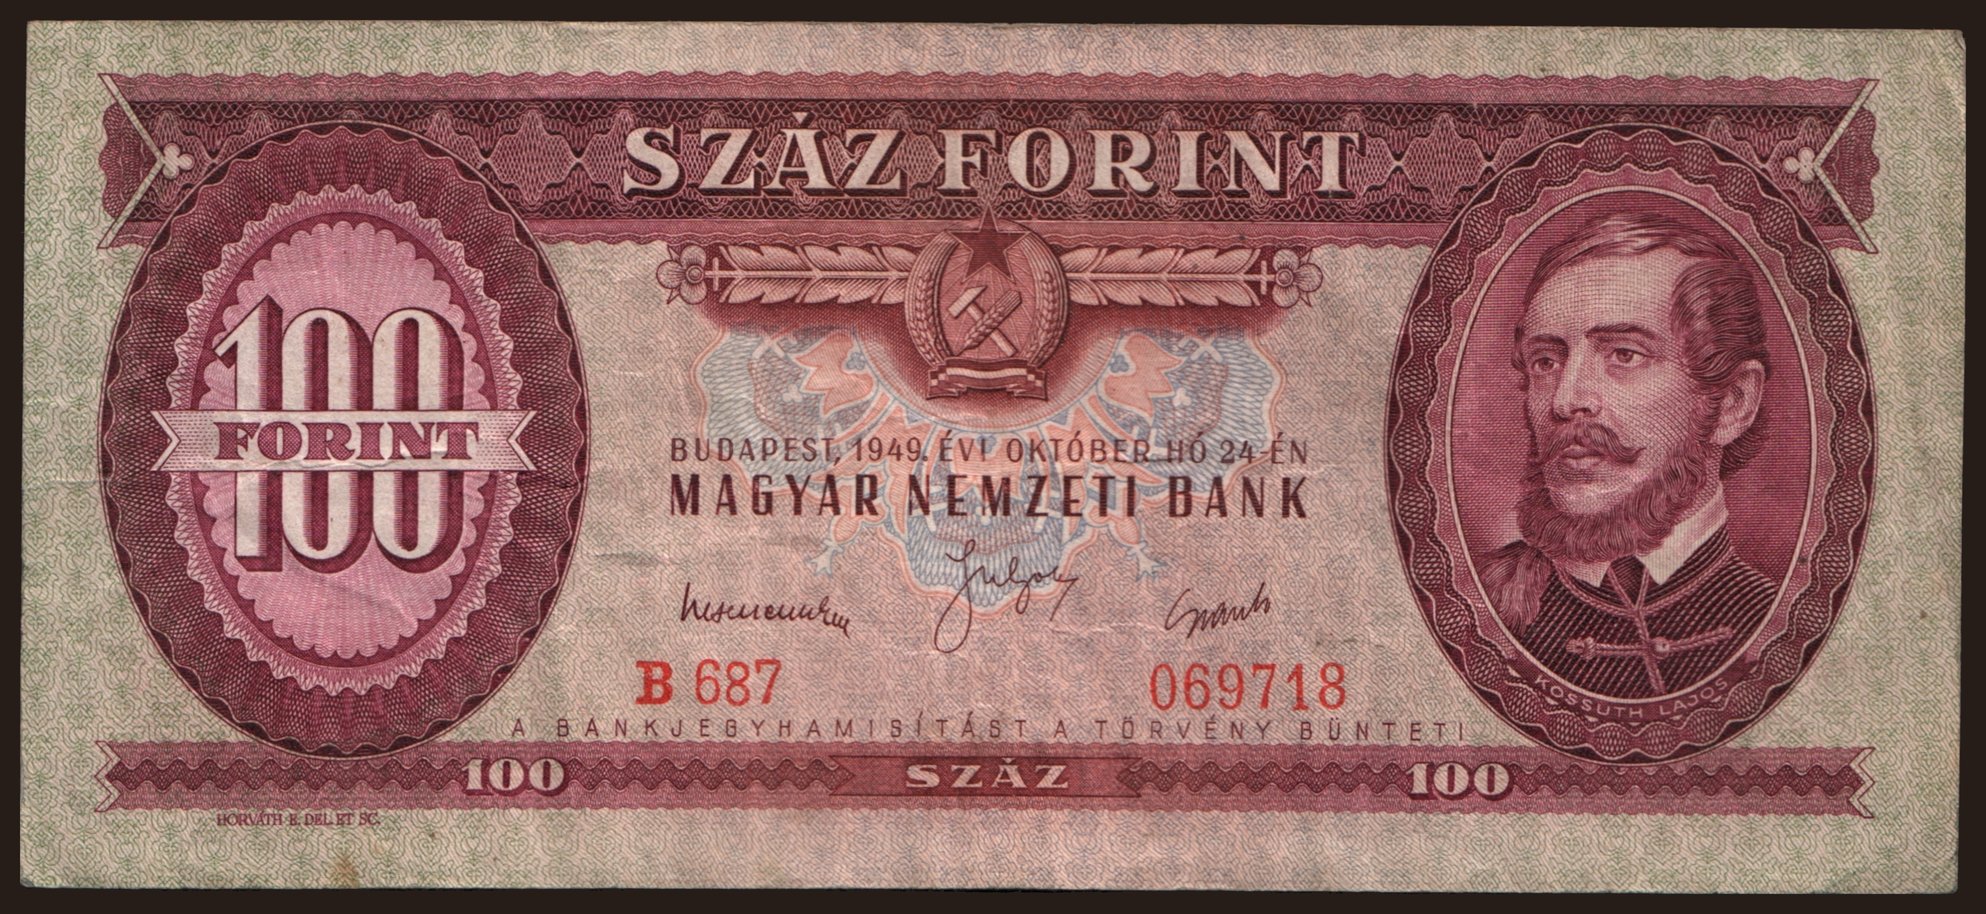 SZÁZ FORINT
100
FORINT
BUDAPEST, 1949. ÉVI OKTÓBER HÓ 24-ÉN
MAGYAR NEMZETI BANK
B 687 069718
KOSSUTH LAJOS
A BANKJEGYHAMISÍTÁST A TÖRVÉNY BÜNTETI
100 SZÁZ 100
HORVÁTH E. DEL. ET SC.